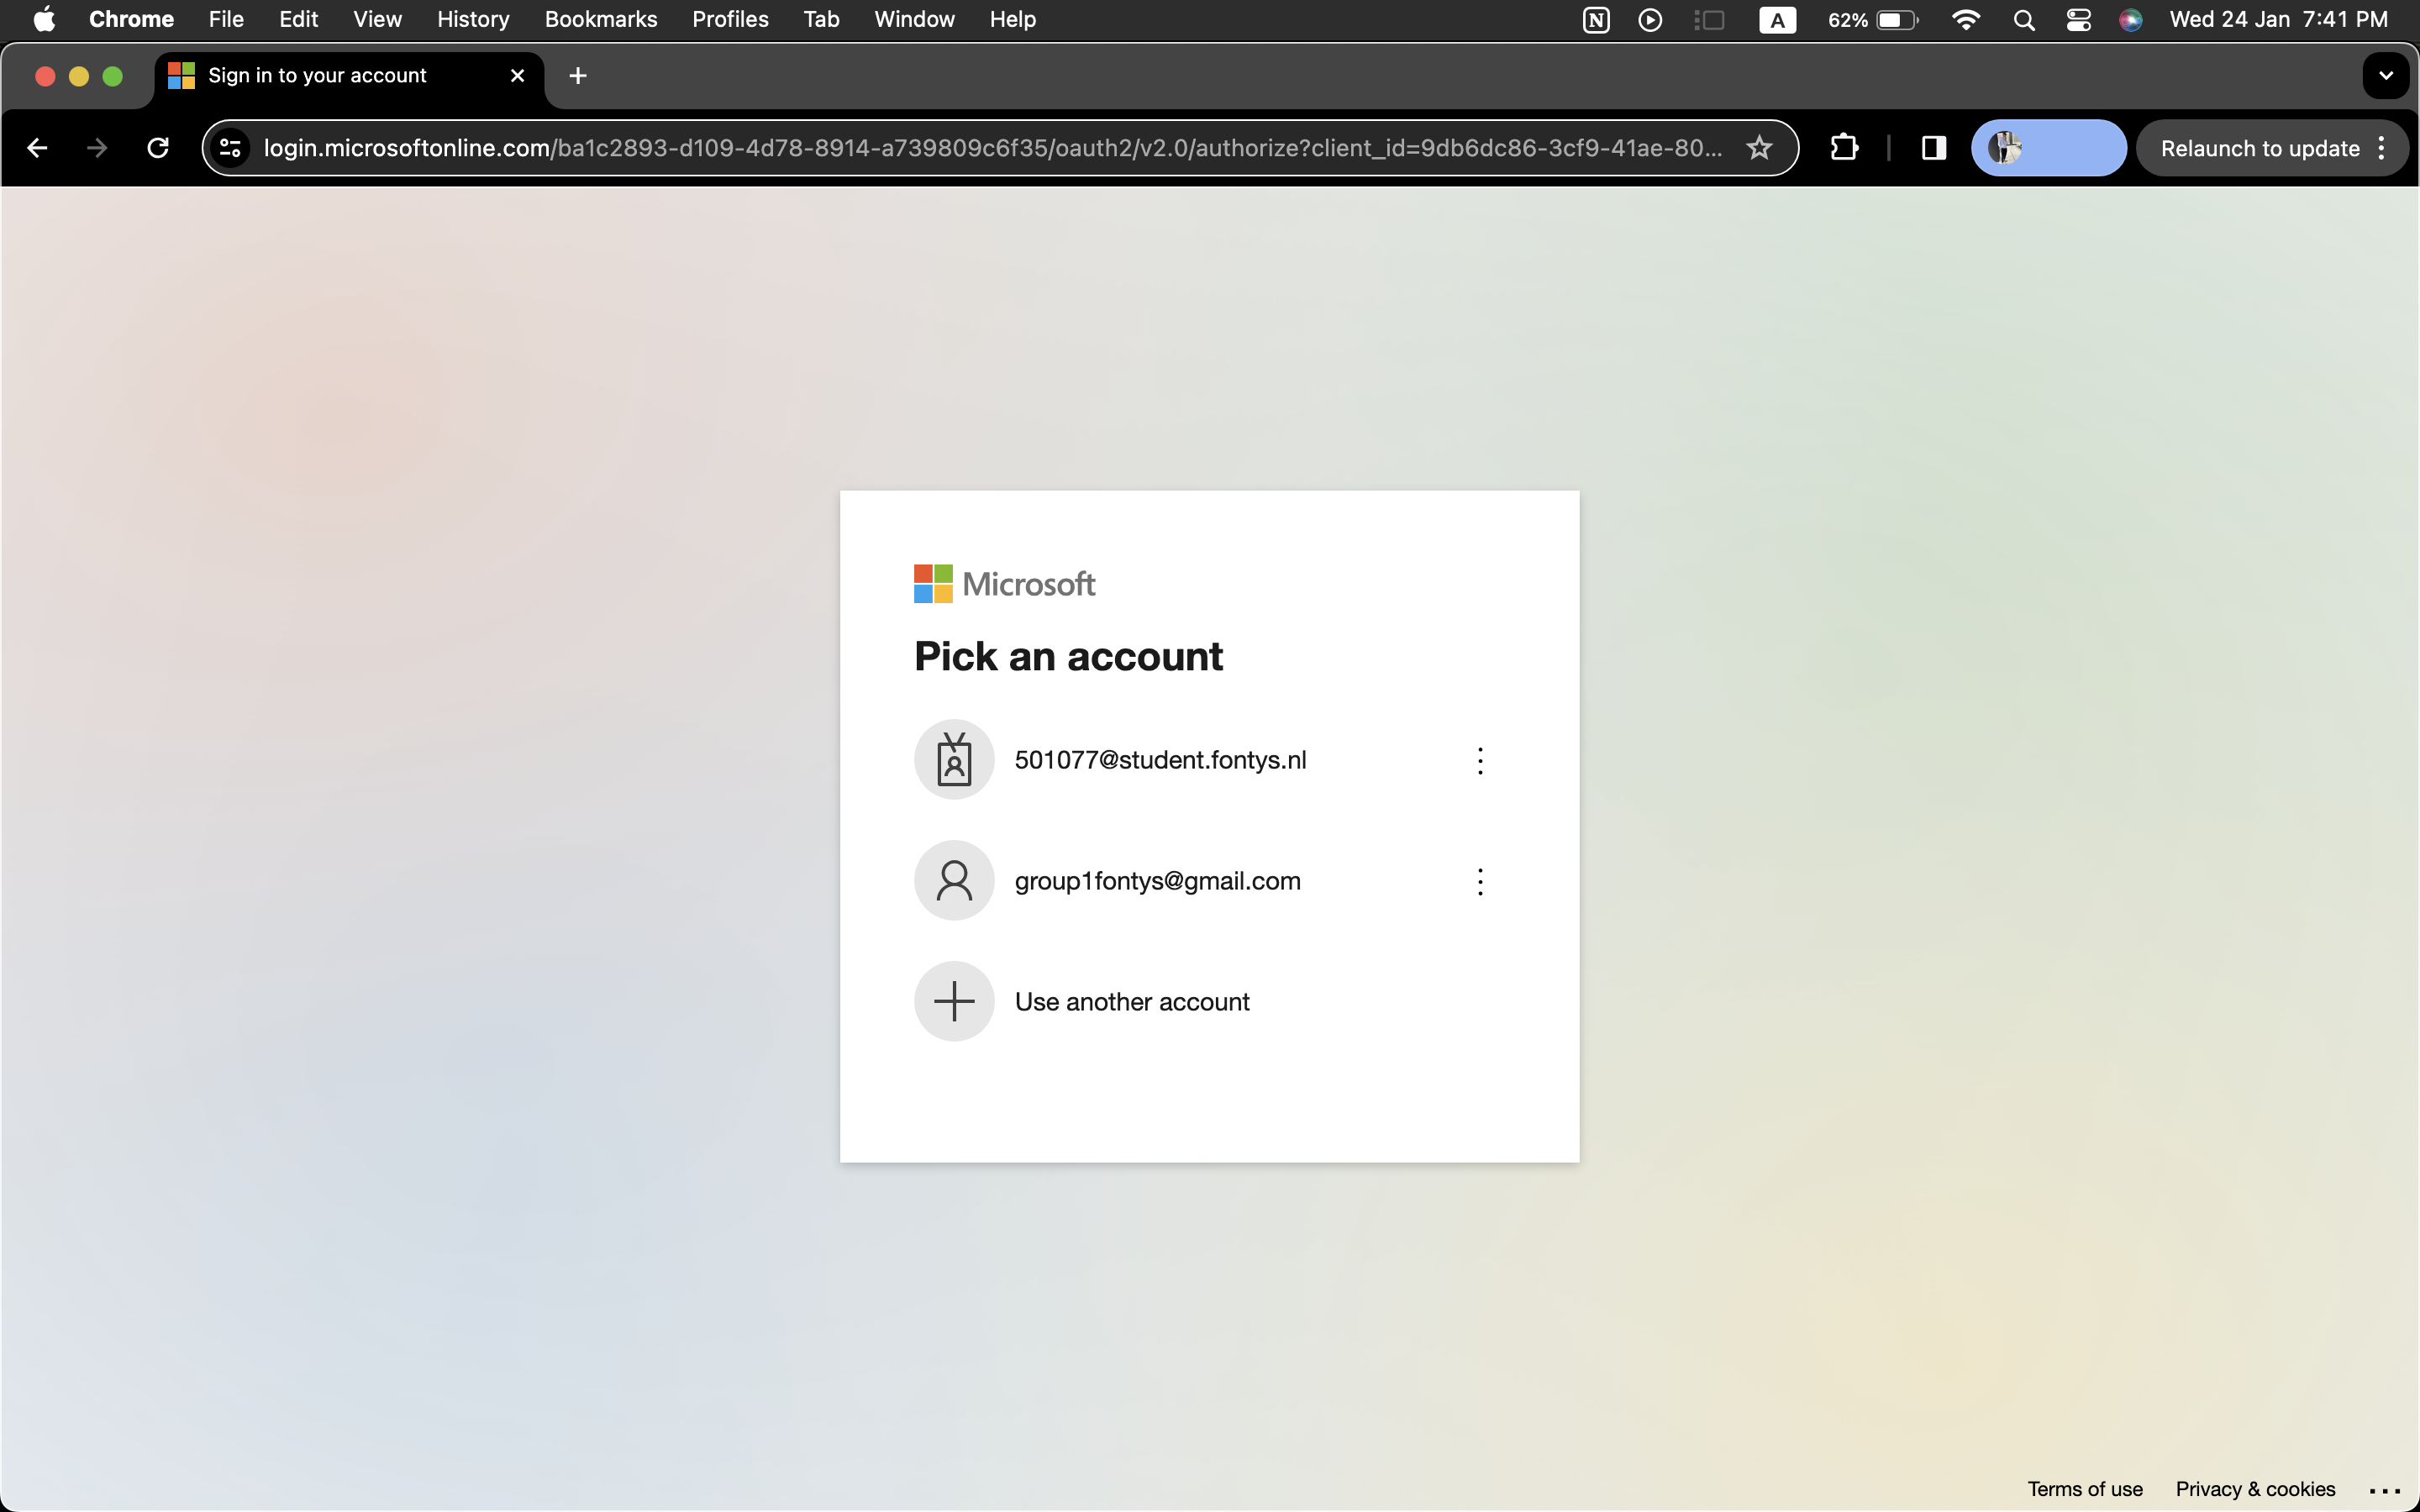 Chrome File Edit View History Bookmarks Profiles Tab Window Help N A 62% Wed 24 Jan 7:41 PM
Sign in to your account
login.microsoftonline.com/ba1c2893-d109-4d78-8914-a739809c6f35/oauth2/v2.0/authorize?client_id=9db6dc86-3cf9-41ae-80... Relaunch to update
Microsoft
Pick an account
501077@student.fontys.nl
group1fontys@gmail.com
Use another account
Terms of use Privacy & cookies ...